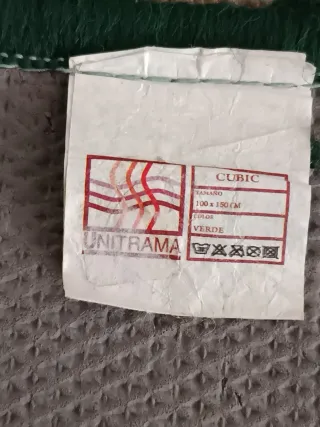 CUBIC
TAMAÑO
100 x 150 CM
COLOR
VERDE
UNITRAMA